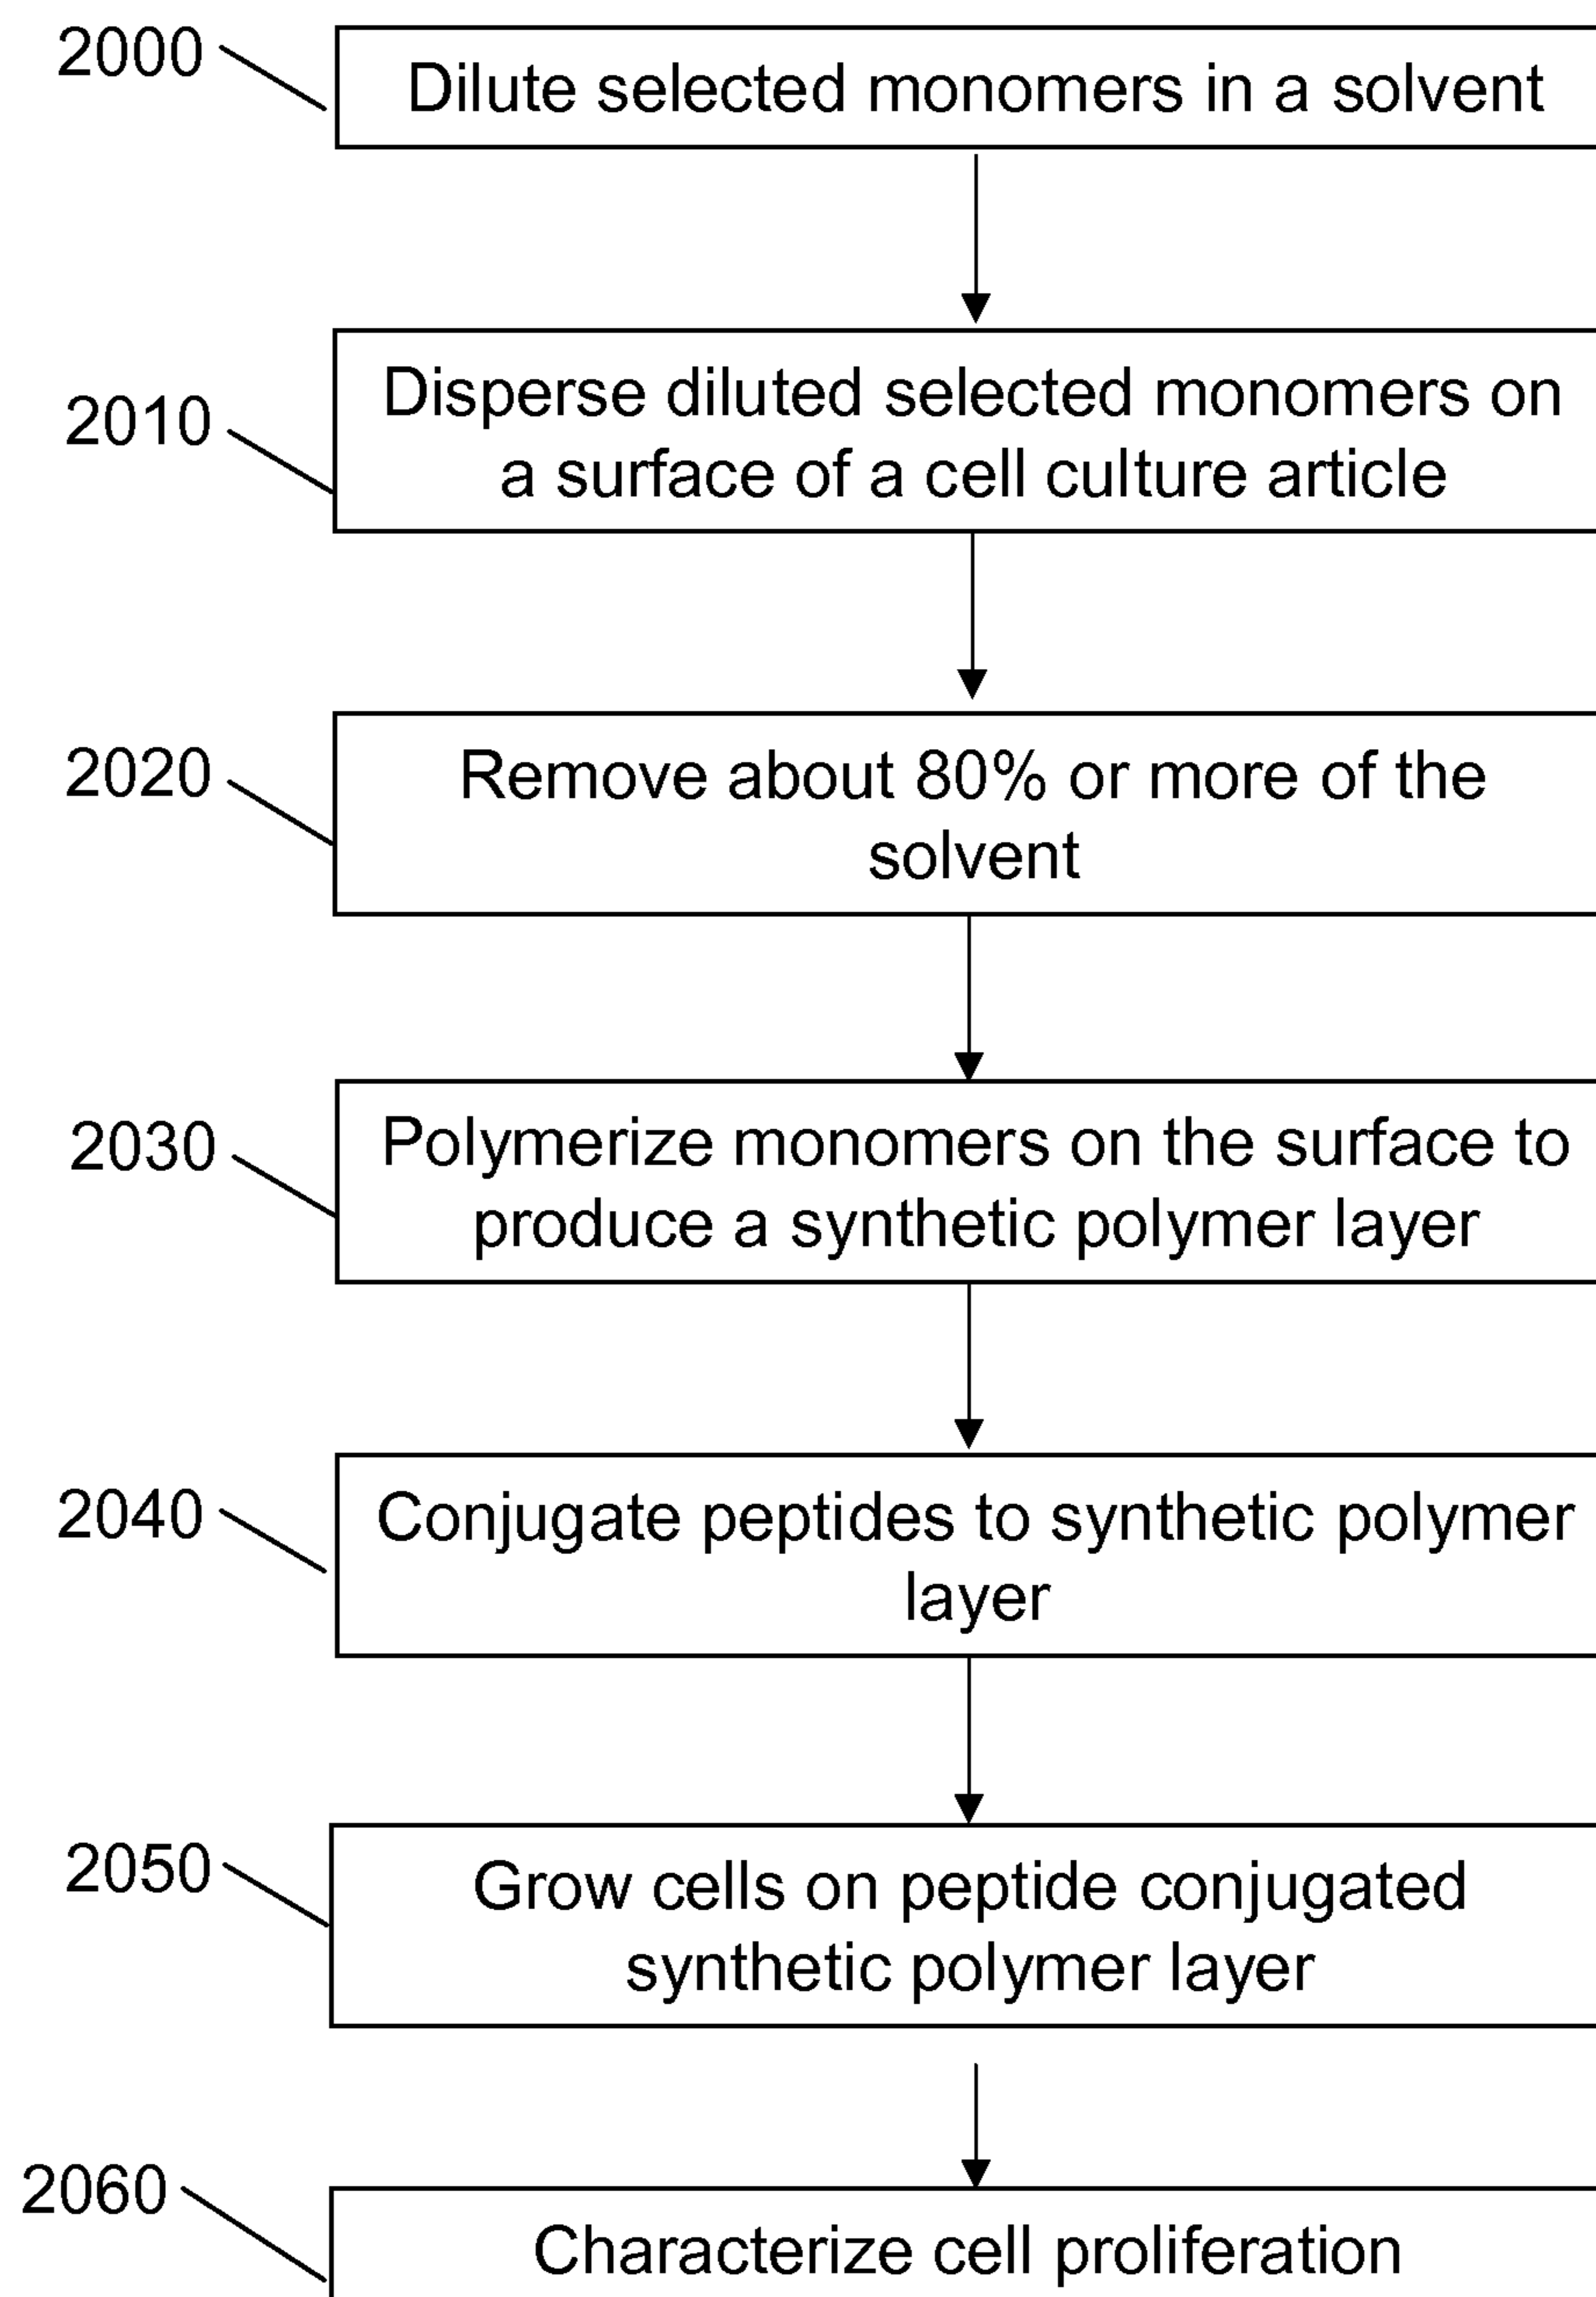 2000
Dilute selected monomers in a solvent
2010
Disperse diluted selected monomers on
a surface of a cell culture article
2020
Remove about 80% or more of the
solvent
2030
Polymerize monomers on the surface to
produce a synthetic polymer layer
2040
Conjugate peptides to synthetic polymer
layer
2050
Grow cells on peptide conjugated
synthetic polymer layer
2060
Characterize cell proliferation